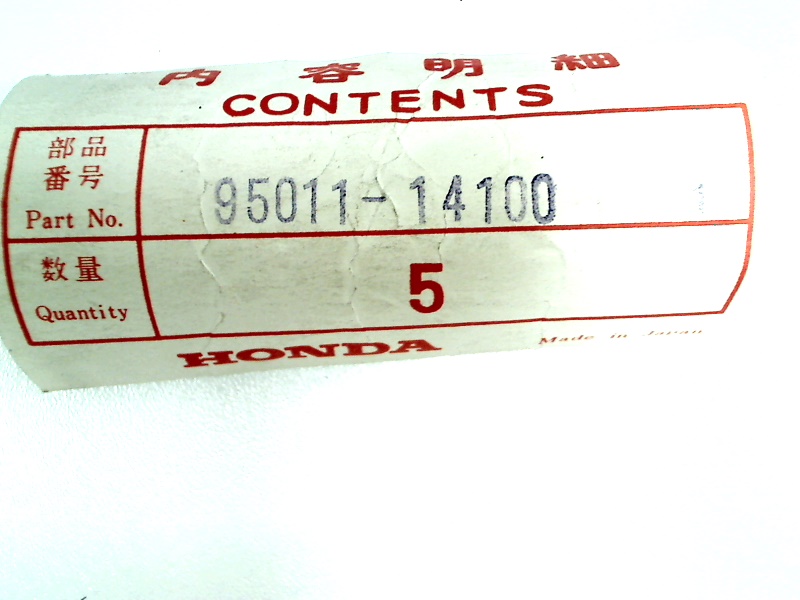 内容明細
CONTENTS
部品
番号
Part No.
95011-14100
1
数量
Quantity
5
HONDA
Made in Japan